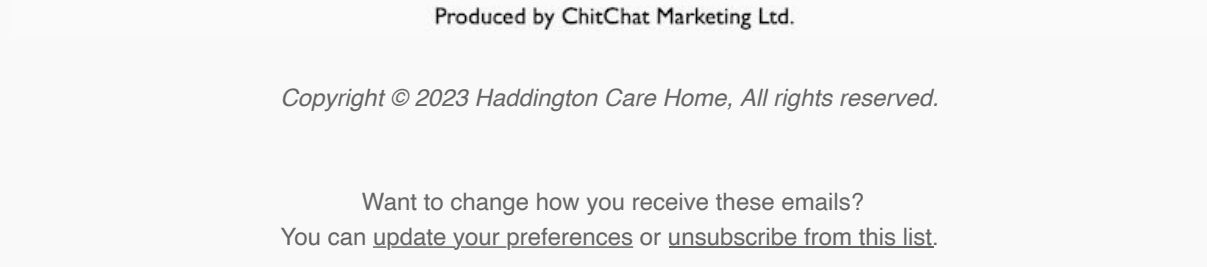 Produced by ChitChat Marketing Ltd.
Copyright © 2023 Haddington Care Home, All rights reserved.
Want to change how you receive these emails?
You can update your preferences or unsubscribe from this list.